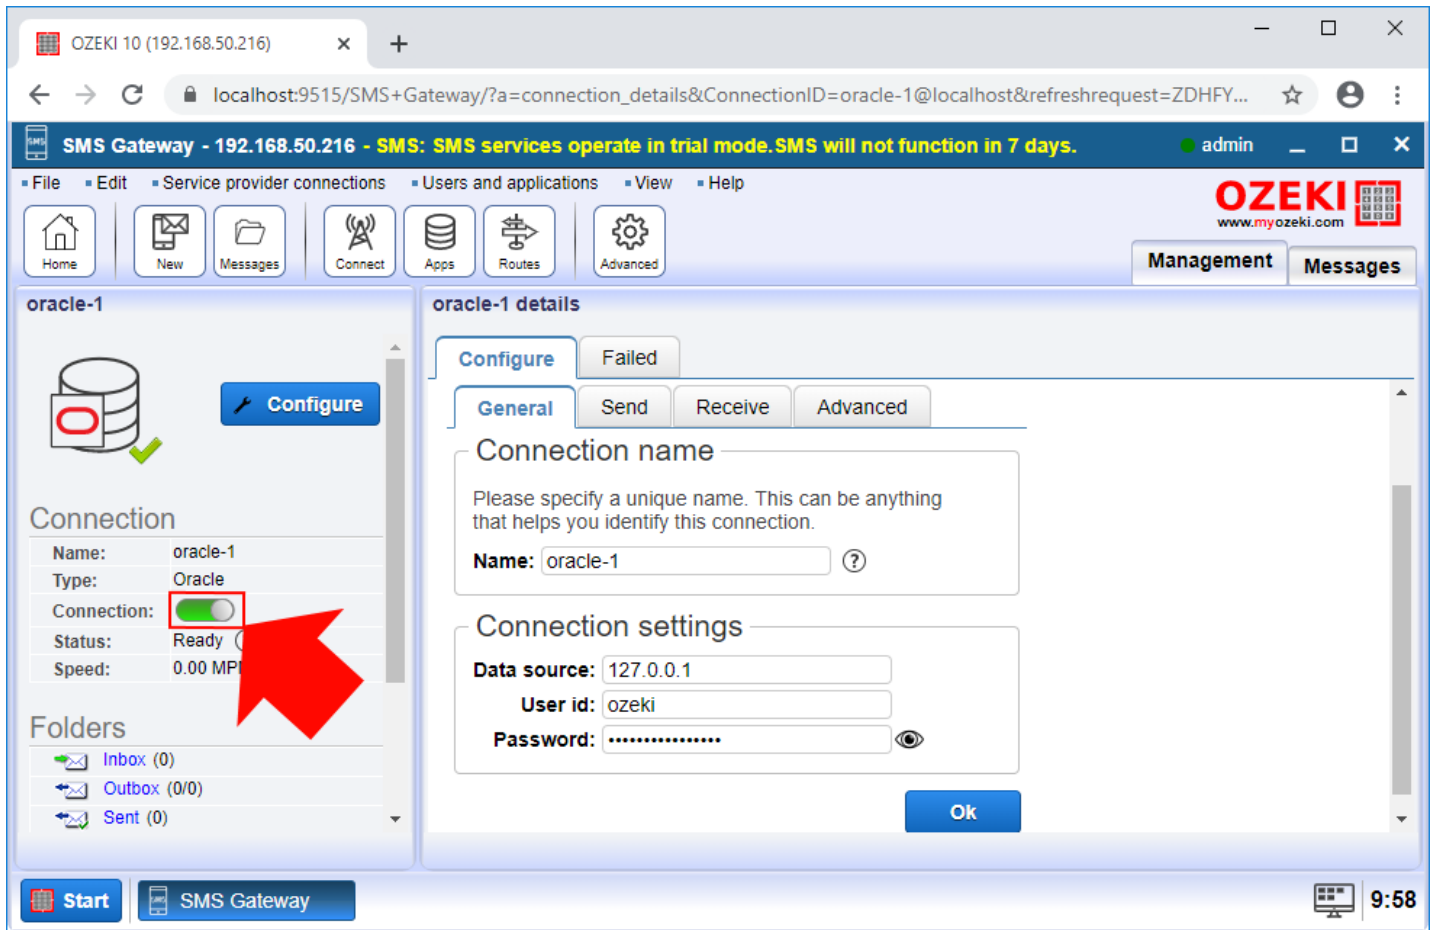 OZEKI 10 (192.168.50.216)
localhost:9515/SMS+Gateway/?a=connection_details&ConnectionID=oracle-1@localhost&refreshrequest=ZDHFY...
SMS
SMS Gateway - 192.168.50.216 - SMS: SMS services operate in trial mode.SMS will not function in 7 days.
admin
File Edit Service provider connections Users and applications View Help
OZEKI
www.myozeki.com
Home New Messages Connect Apps Routes Advanced
Management Messages
oracle-1
Configure
Connection
Name: oracle-1
Type: Oracle
Connection:
Status: Ready
Speed: 0.00
Folders
Inbox (0)
Outbox (0/0)
Sent (0)
oracle-1 details
Configure Failed
General Send Receive Advanced
Connection name
Please specify a unique name. This can be anything
that helps you identify this connection.
Name: oracle-1 ?
Connection settings
Data source: 127.0.0.1
User id: ozeki
Password: ••••••••••••••••
Ok
Start SMS Gateway 9:58